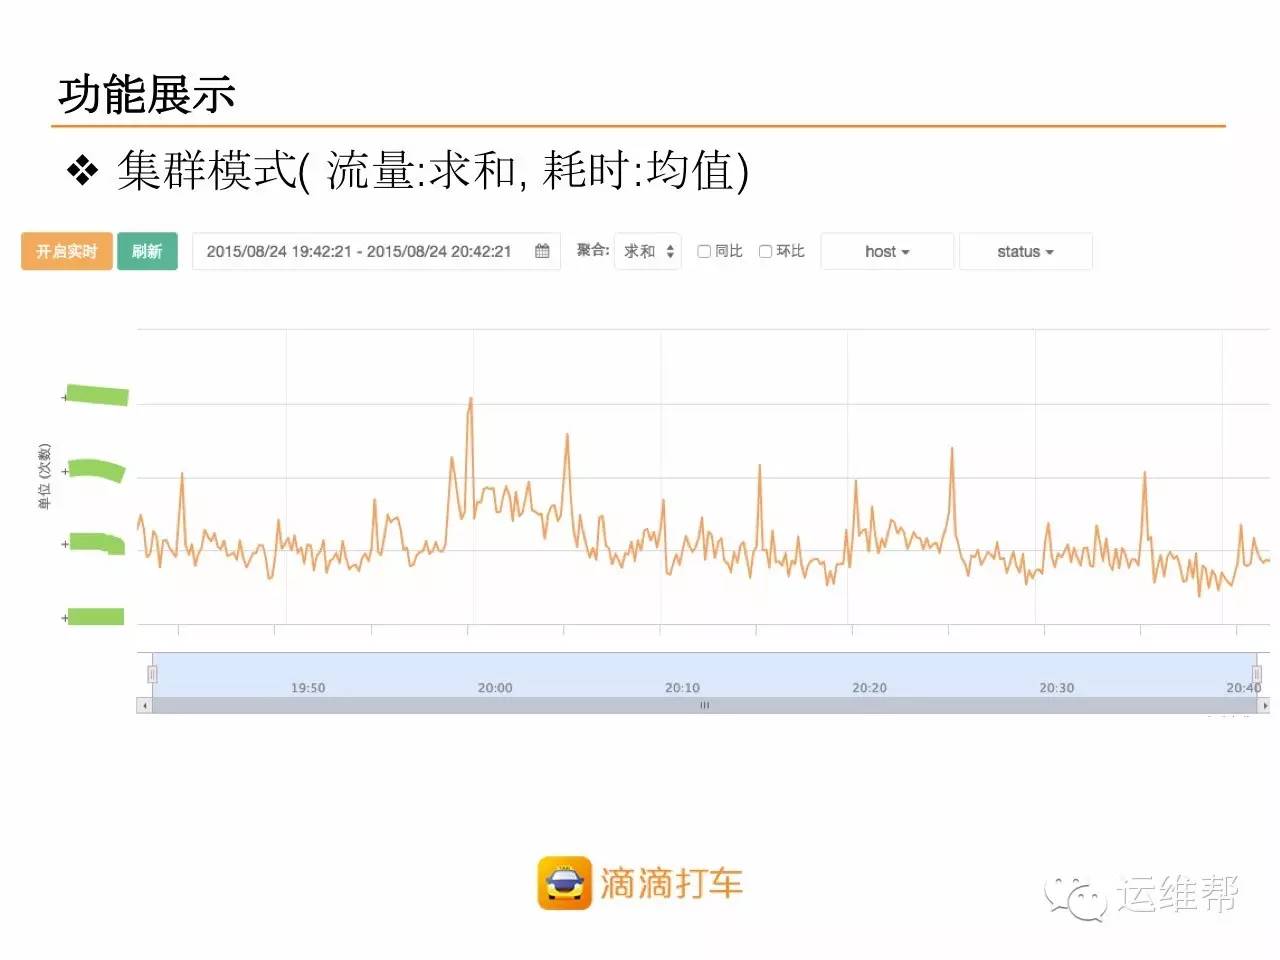 功能展示
❖ 集群模式( 流量:求和, 耗时:均值)
开启实时 刷新 2015/08/24 19:42:21 - 2015/08/24 20:42:21 聚合: 求和 同比 环比 host status
单位 (次数)
19:50 20:00 20:10 20:20 20:30 20:40
滴滴打车
运维帮